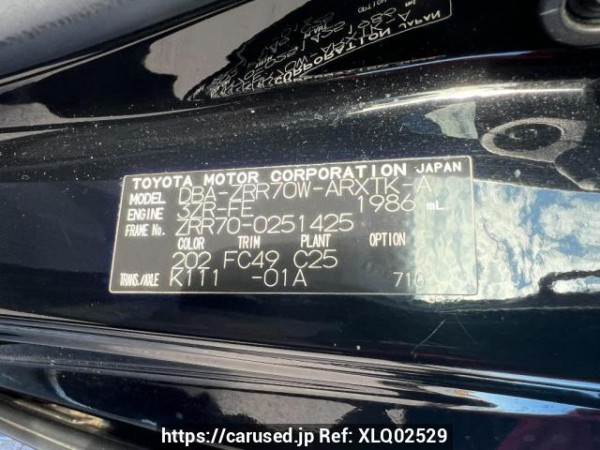 TOYOTA MOTOR CORPORATION JAPAN
MODEL DBA-ZRR70W-ARXTK-A
ENGINE 3ZR-FE 1986 mL
FRAME No. ZRR70-0251425
COLOR TRIM PLANT OPTION
202 FC49 C25
TRANS./AXLE K111 -01A 716
https://carused.jp Ref: XLQ02529